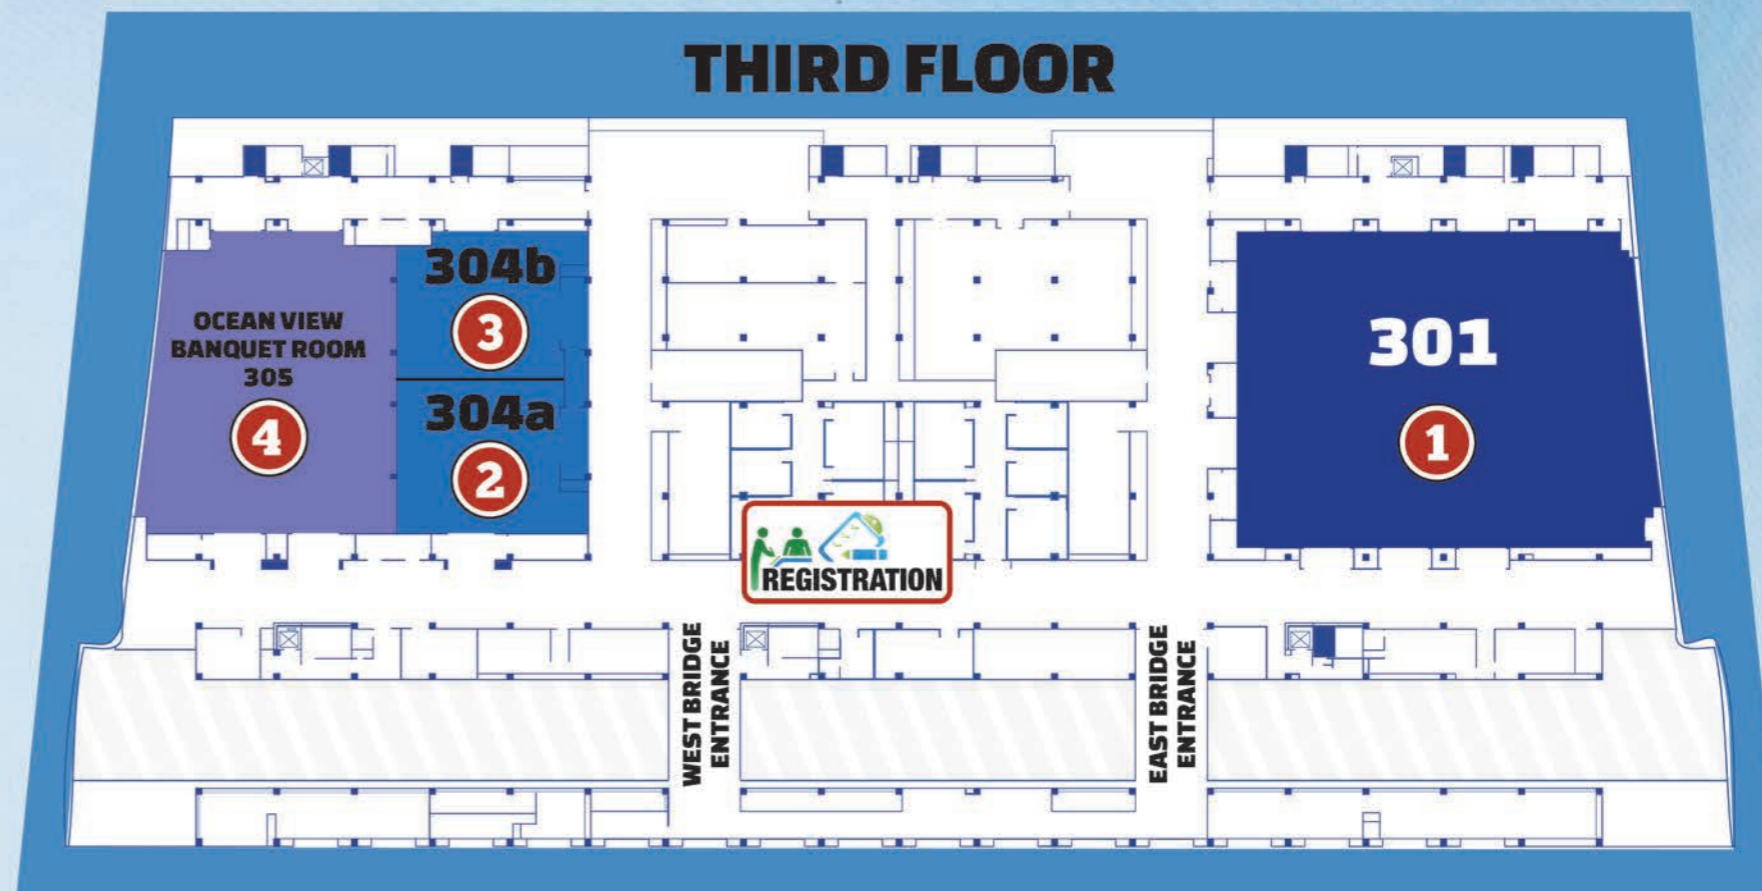 THIRD FLOOR
304b
3
OCEAN VIEW
BANQUET ROOM
305
4
304a
2
301
1
REGISTRATION
WEST BRIDGE
ENTRANCE
EAST BRIDGE
ENTRANCE